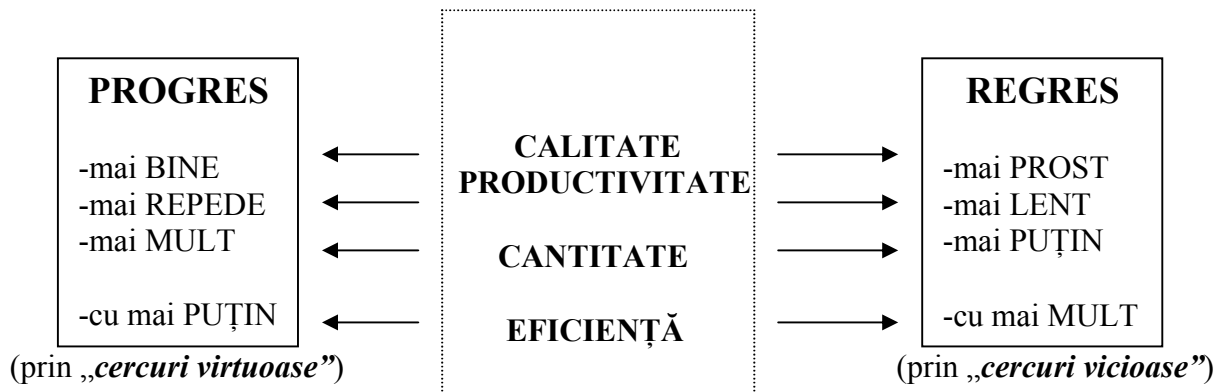 PROGRES
-mai BINE
-mai REPEDE
-mai MULT
-cu mai PUȚIN
(prin „cercuri virtuoase”)
CALITATE
PRODUCTIVITATE
CANTITATE
EFICIENȚĂ
REGRES
-mai PROST
-mai LENT
-mai PUȚIN
-cu mai MULT
(prin „cercuri vicioase”)